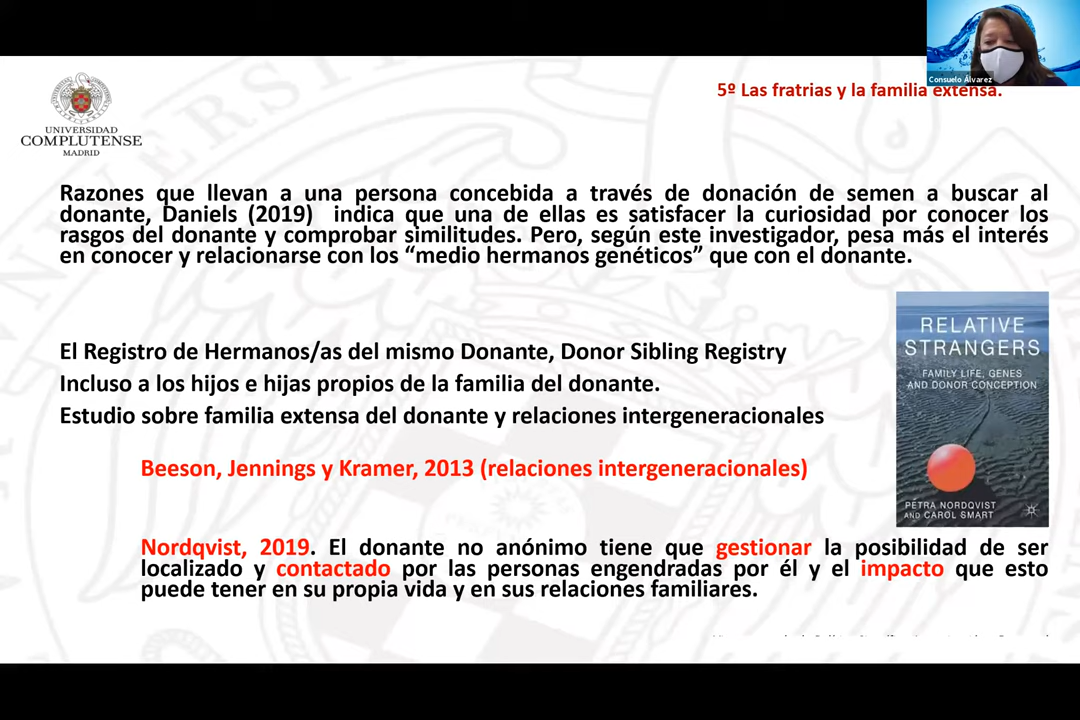 Consuelo Álvarez
5º Las fratrias y la familia extensa.
UNIVERSIDAD
COMPLUTENSE
MADRID
Razones que llevan a una persona concebida a través de donación de semen a buscar al
donante, Daniels (2019) indica que una de ellas es satisfacer la curiosidad por conocer los
rasgos del donante y comprobar similitudes. Pero, según este investigador, pesa más el interés
en conocer y relacionarse con los “medio hermanos genéticos” que con el donante.
El Registro de Hermanos/as del mismo Donante, Donor Sibling Registry
Incluso a los hijos e hijas propios de la familia del donante.
Estudio sobre familia extensa del donante y relaciones intergeneracionales
Beeson, Jennings y Kramer, 2013 (relaciones intergeneracionales)
RELATIVE
STRANGERS
FAMILY LIFE, GENES
AND DONOR CONCEPTION
PETRA NORDQVIST
AND CAROL SMART
Nordqvist, 2019. El donante no anónimo tiene que gestionar la posibilidad de ser
localizado y contactado por las personas engendradas por él y el impacto que esto
puede tener en su propia vida y en sus relaciones familiares.